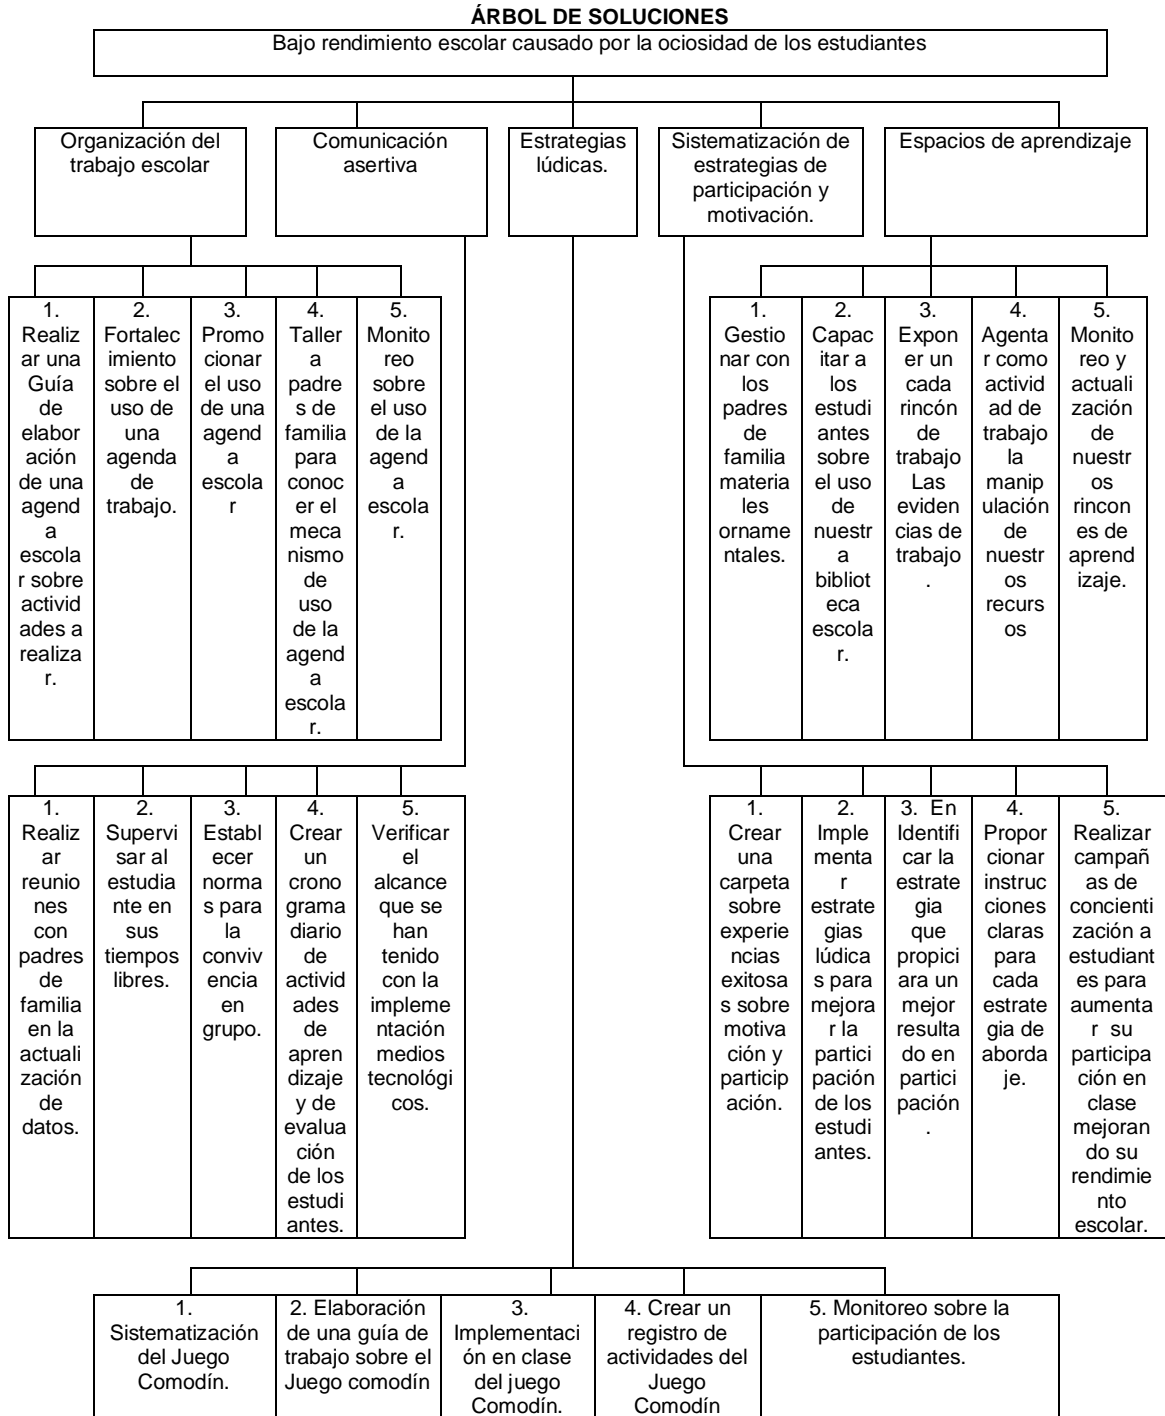 ÁRBOL DE SOLUCIONES
Bajo rendimiento escolar causado por la ociosidad de los estudiantes
Organización del
trabajo escolar
Comunicación
asertiva
Estrategias
lúdicas.
Sistematización de
estrategias de
participación y
motivación.
Espacios de aprendizaje
1.
Realiz
ar una
Guía
de
elabor
ación
de una
agend
a
escola
r sobre
activid
ades a
realiza
r.
2.
Fortalec
imiento
sobre el
uso de
una
agenda
de
trabajo.
3.
Promo
cionar
el uso
de una
agend
a
escola
r
4.
Taller
a
padre
s de
familia
para
conoc
er el
meca
nismo
de
uso
de la
agend
a
escola
r.
5.
Monito
reo
sobre
el uso
de la
agend
a
escola
r.
1.
Gestio
nar con
los
padres
de
familia
materia
les
orname
ntales.
2.
Capac
itar a
los
estudi
antes
sobre
el uso
de
nuestr
a
bibliot
eca
escola
r.
3.
Expon
er un
cada
rincón
de
trabajo
Las
eviden
cias de
trabajo
.
4.
Agenta
r como
activid
ad de
trabajo
la
manip
ulación
de
nuestr
os
recurs
os
5.
Monito
reo y
actuali
zación
de
nuestr
os
rincon
es de
aprend
izaje.
1.
Realiz
ar
reunio
nes
con
padres
de
familia
en la
actuali
zación
de
datos.
2.
Supervi
sar al
estudia
nte en
sus
tiempos
libres.
3.
Establ
ecer
norma
s para
la
conviv
encia
en
grupo.
4.
Crear
un
crono
grama
diario
de
activid
ades
de
apren
dizaje
y de
evalua
ción
de los
estudi
antes.
5.
Verificar
el
alcance
que se
han
tenido
con la
impleme
ntación
medios
tecnológi
cos.
1.
Crear
una
carpeta
sobre
experie
ncias
exitosa
s sobre
motiva
ción y
particip
ación.
2.
Imple
menta
r
estrate
gias
lúdica
s para
mejora
r la
partici
pación
de los
estudi
antes.
3. En
Identifi
car la
estrate
gia
que
propici
ara un
mejor
resulta
do en
partici
pación
.
4.
Propor
cionar
instruc
ciones
claras
para
cada
estrate
gia de
aborda
je.
5.
Realizar
campañ
as de
concienti
zación a
estudiant
es para
aumenta
r su
participa
ción en
clase
mejoran
do su
rendimie
nto
escolar.
1.
Sistematización
del Juego
Comodín.
2. Elaboración
de una guía de
trabajo sobre el
Juego comodín
3.
Implementaci
ón en clase
del juego
Comodín.
4. Crear un
registro de
actividades del
Juego
Comodín
5. Monitoreo sobre la
participación de los
estudiantes.